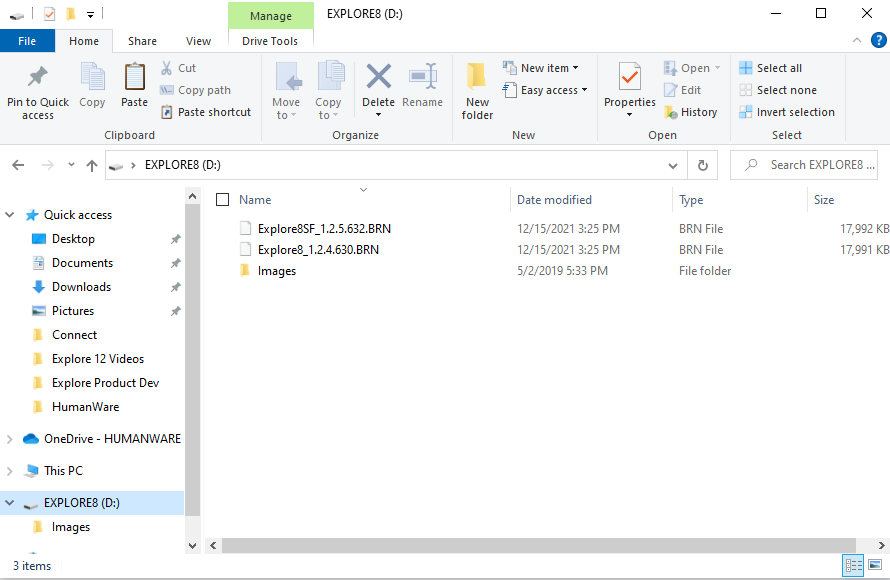 Manage EXPLORE8 (D:)
File Home Share View Drive Tools
Pin to Quick access
Copy
Paste
Cut
Copy path
Paste shortcut
Clipboard
Move to
Copy to
Delete
Rename
Organize
New folder
New item
Easy access
New
Properties
Open
Edit
History
Open
Select all
Select none
Invert selection
Select
EXPLORE8 (D:)
Search EXPLORE8 ...
Quick access
Desktop
Documents
Downloads
Pictures
Connect
Explore 12 Videos
Explore Product Dev
HumanWare
OneDrive - HUMANWARE
This PC
EXPLORE8 (D:)
Images
Name Date modified Type Size
Explore8SF_1.2.5.632.BRN 12/15/2021 3:25 PM BRN File 17,992 KB
Explore8_1.2.4.630.BRN 12/15/2021 3:25 PM BRN File 17,991 KB
Images 5/2/2019 5:33 PM File folder
3 items